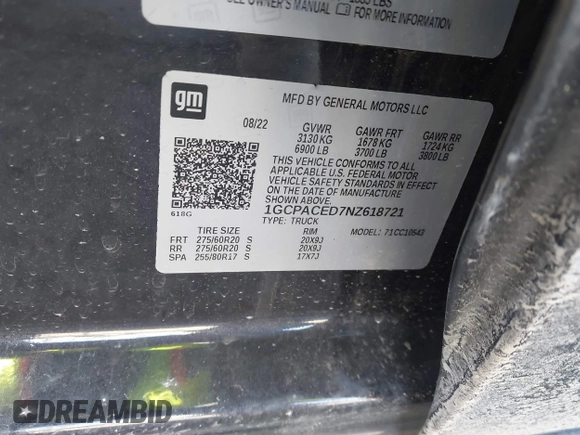 SEE OWNER'S MANUAL FOR MORE INFORMATION
gm
MFD BY GENERAL MOTORS LLC
08/22 GVWR GAWR FRT GAWR RR
3130 KG 1678 KG 1724 KG
6900 LB 3700 LB 3800 LB
THIS VEHICLE CONFORMS TO ALL
APPLICABLE U.S. FEDERAL MOTOR
VEHICLE SAFETY STANDARDS IN EFFECT
ON THE DATE OF MANUFACTURE
SHOWN ABOVE.
618G
1GCPACED7NZ618721
TYPE: TRUCK MODEL: 71CC10543
TIRE SIZE RIM
FRT 275/60R20 S 20X9J
RR 275/60R20 S 20X9J
SPA 255/80R17 S 17X7J
DREAMBID